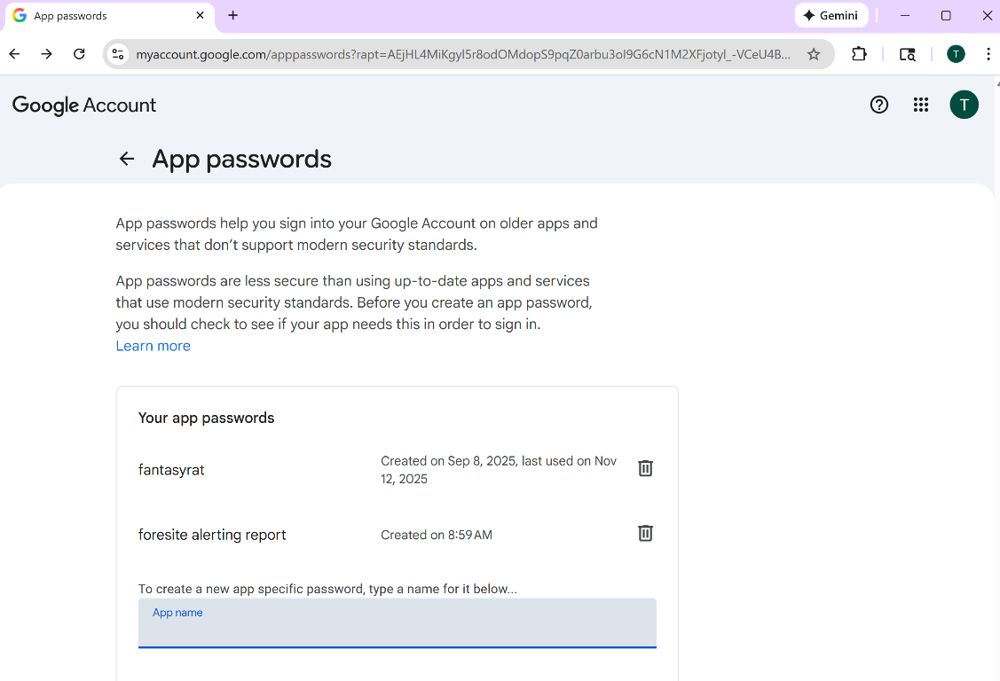 App passwords
Gemini
myaccount.google.com/apppasswords?rapt=AEjHL4MiKgyl5r8odOMdopS9pqZ0arbu3ol9G6cN1M2XFjotyl_-VCeU4B...
T
Google Account
T
App passwords
App passwords help you sign into your Google Account on older apps and
services that don’t support modern security standards.
App passwords are less secure than using up-to-date apps and services
that use modern security standards. Before you create an app password,
you should check to see if your app needs this in order to sign in.
Learn more
Your app passwords
fantasyrat
Created on Sep 8, 2025, last used on Nov
12, 2025
foresite alerting report
Created on 8:59 AM
To create a new app specific password, type a name for it below...
App name